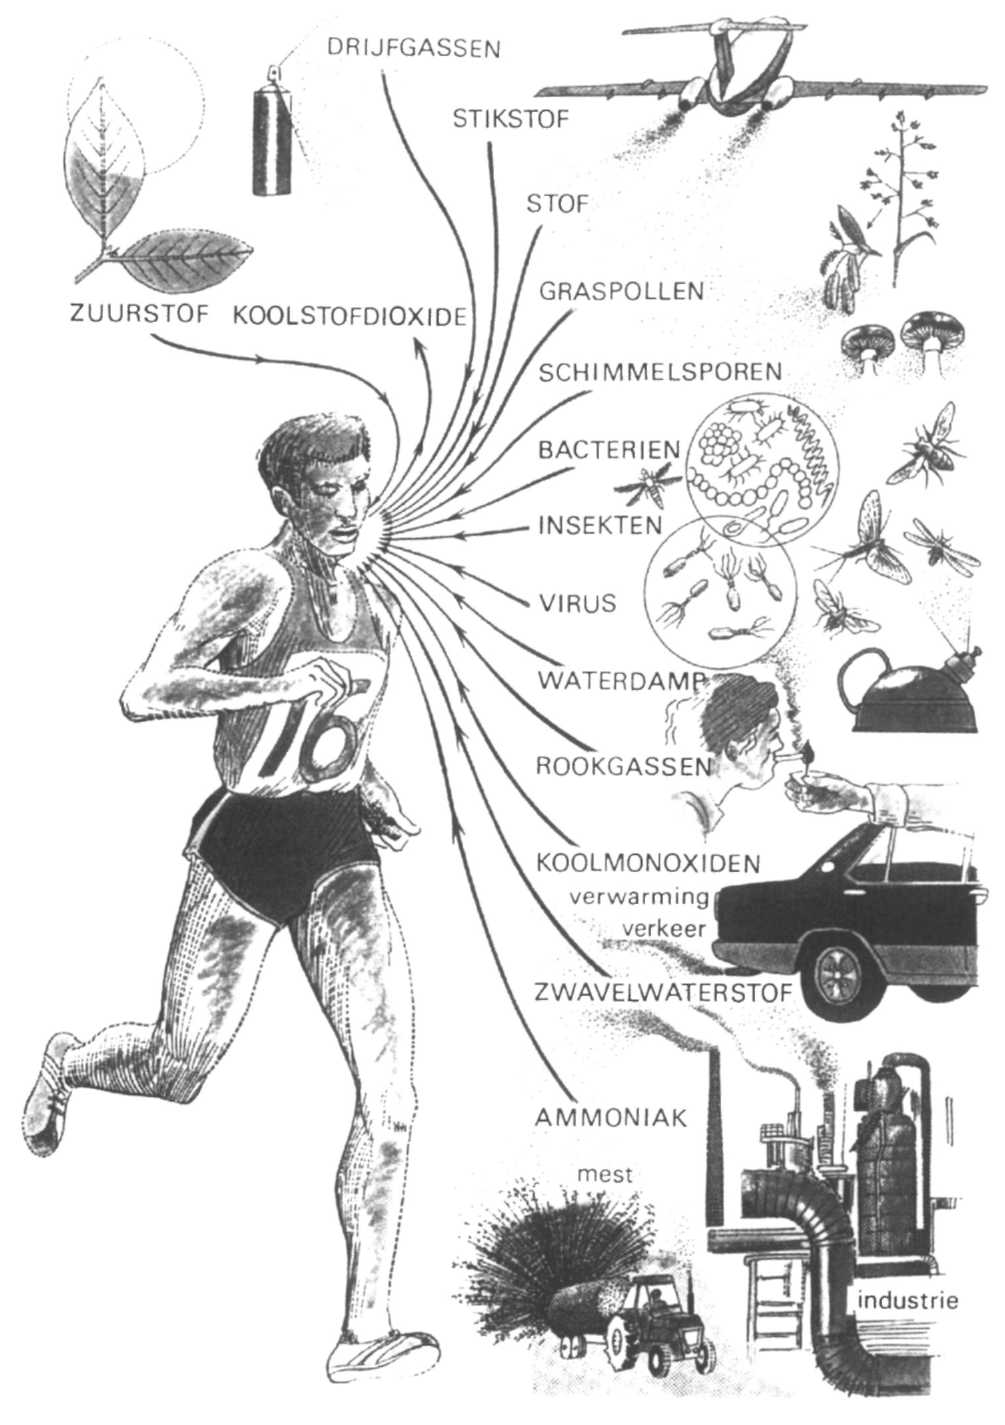 DRIJFGASSEN
STIKSTOF
STOF
GRASPOLLEN
ZUURSTOF KOOLSTOFDIOXIDE
SCHIMMELSPOREN
BACTERIEN
INSEKTEN
VIRUS
WATERDAMP
16
ROOKGASSEN
KOOLMONOXIDEN
verwarming
verkeer
ZWAVELWATERSTOF
AMMONIAK
mest
industrie